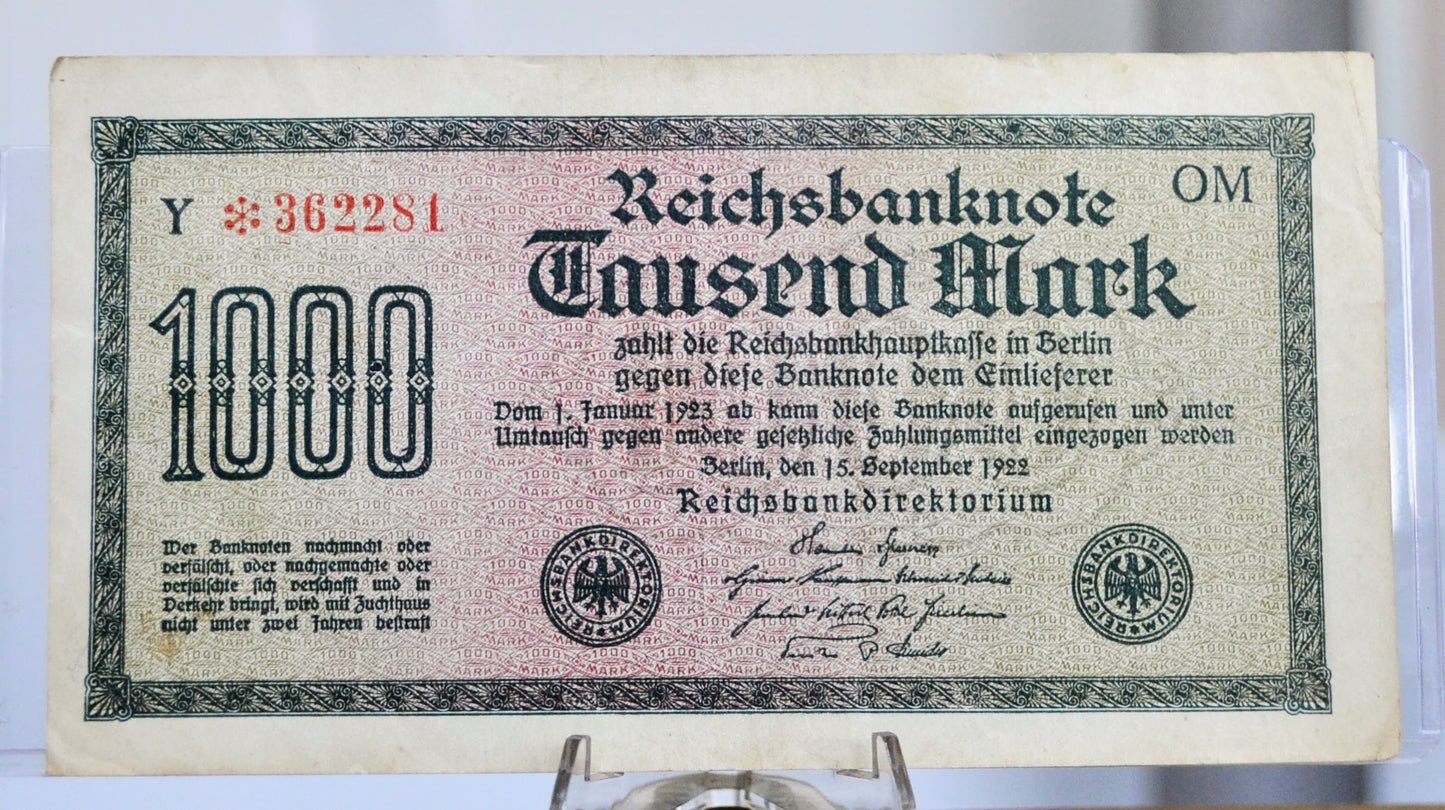 Y *362281
OM
Reichsbanknote
Tausend Mark
zahlt die Reichsbankhauptkasse in Berlin
gegen diese Banknote dem Einlieferer
Vom 1. Januar 1923 ab kann diese Banknote aufgerufen und unter
Umtausch gegen andere gesetzliche Zahlungsmittel eingezogen werden
Berlin, den 15. September 1922
Reichsbankdirektorium
1000
Wer Banknoten nachmacht oder
verfälscht, oder nachgemachte oder
verfälschte sich verschafft und in
Verkehr bringt, wird mit Zuchthaus
nicht unter zwei Jahren bestraft
REICHSBANKDIREKTORIUM
REICHSBANKDIREKTORIUM